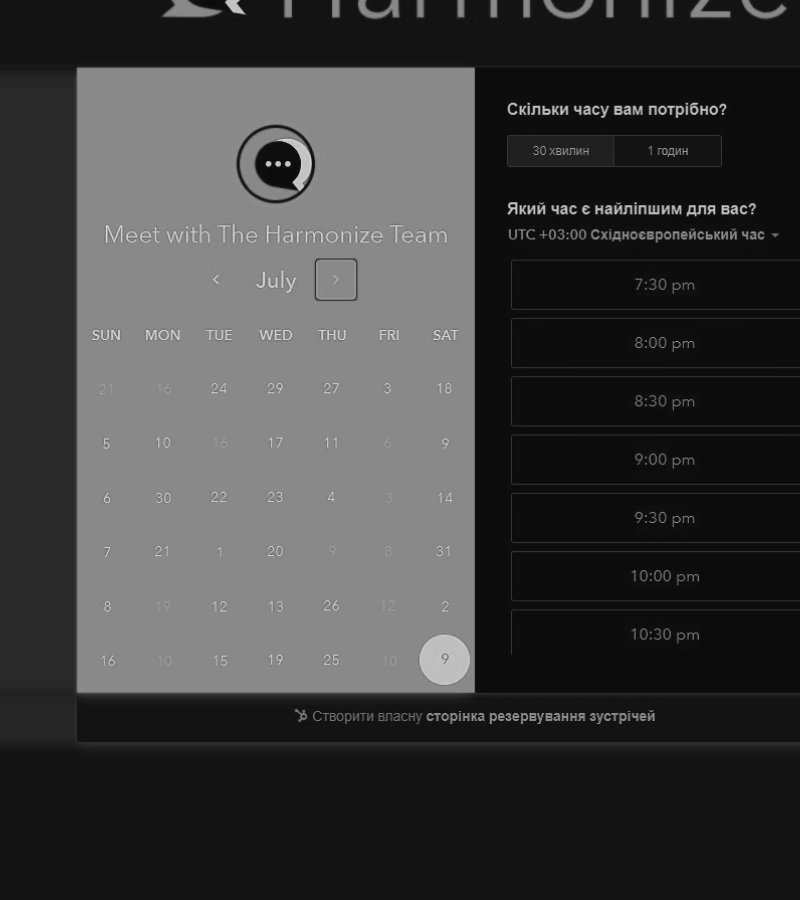 Harmonize
Meet with The Harmonize Team
July
SUN MON TUE WED THU FRI SAT
21 16 24 29 27 3 18
5 10 16 17 11 6 9
6 30 22 23 4 3 14
7 21 1 20 9 8 31
8 19 12 13 26 12 2
16 10 15 19 25 10 9
Скільки часу вам потрібно?
30 хвилин 1 годин
Який час є найліпшим для вас?
UTC +03:00 Східноєвропейський час
7:30 pm
8:00 pm
8:30 pm
9:00 pm
9:30 pm
10:00 pm
10:30 pm
Створити власну сторінка резервування зустрічей